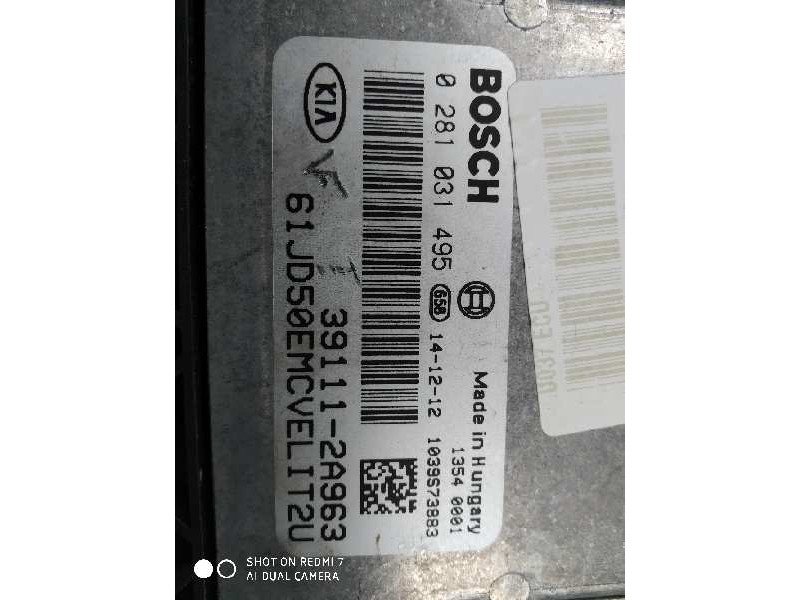 BOSCH
0 281 031 495
658
14-12-12
1039S73883
Made in Hungary
1354 0001
KIA
39111-2A963
61JD50EMCVELIT2U
SHOT ON REDMI 7
AI DUAL CAMERA